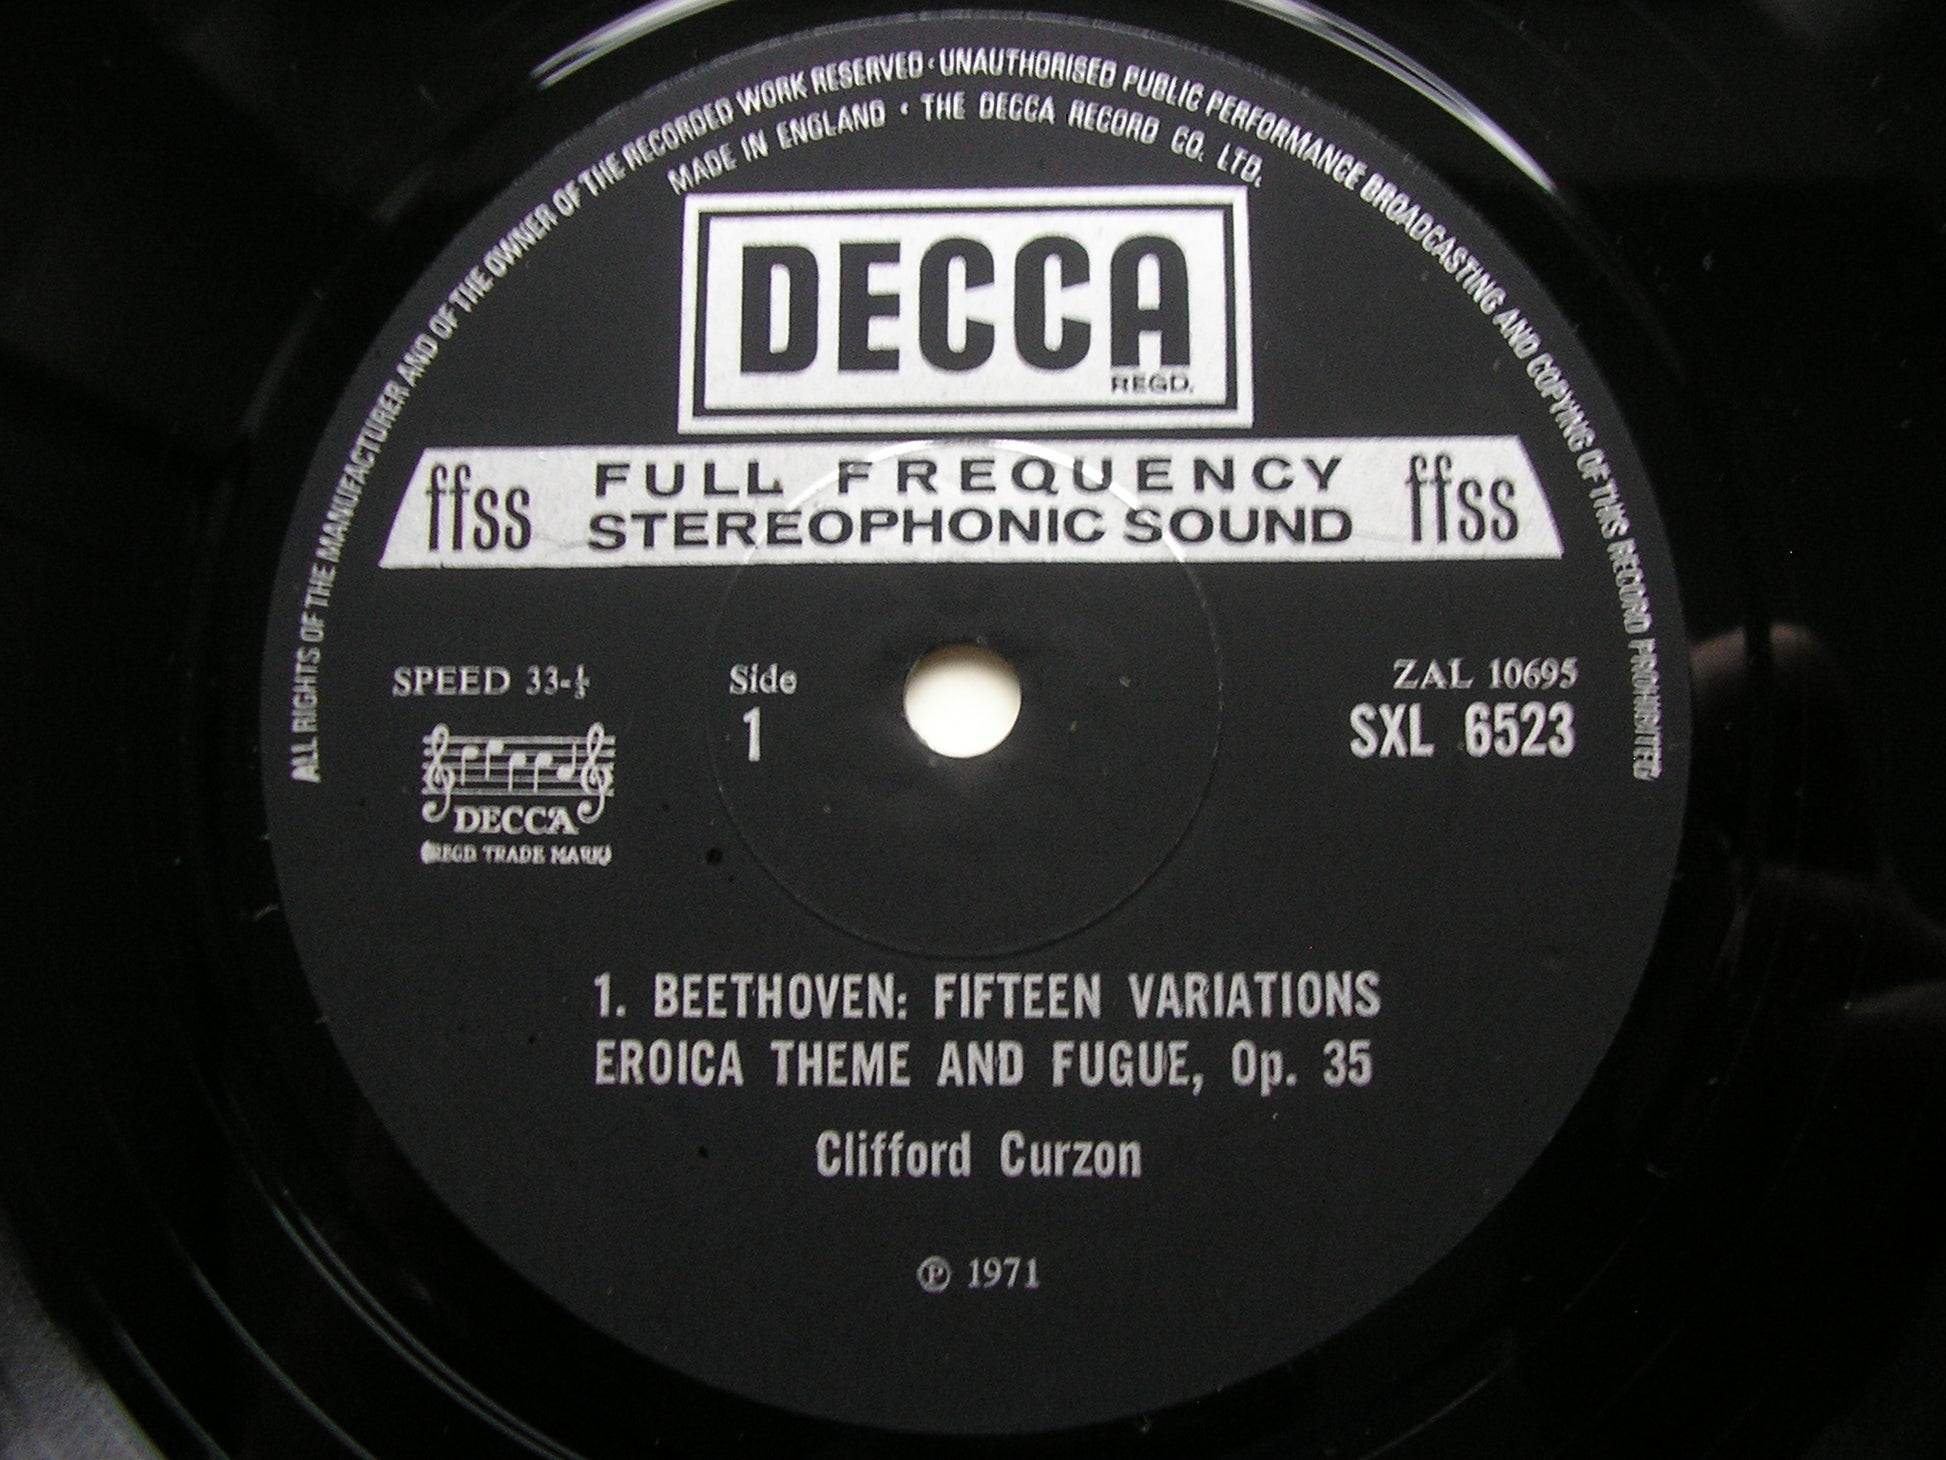 ALL RIGHTS OF THE MANUFACTURER AND OF THE OWNER OF THE RECORDED WORK RESERVED · UNAUTHORISED PUBLIC PERFORMANCE BROADCASTING AND COPYING OF THIS RECORD PROHIBITED
MADE IN ENGLAND · THE DECCA RECORD CO. LTD.
DECCA
REGD.
ffss FULL FREQUENCY ffss
STEREOPHONIC SOUND
SPEED 33-⅓ Side ZAL 10695
1 SXL 6523
DECCA
(REGD TRADE MARK)
1. BEETHOVEN: FIFTEEN VARIATIONS
EROICA THEME AND FUGUE, Op. 35
Clifford Curzon
℗ 1971